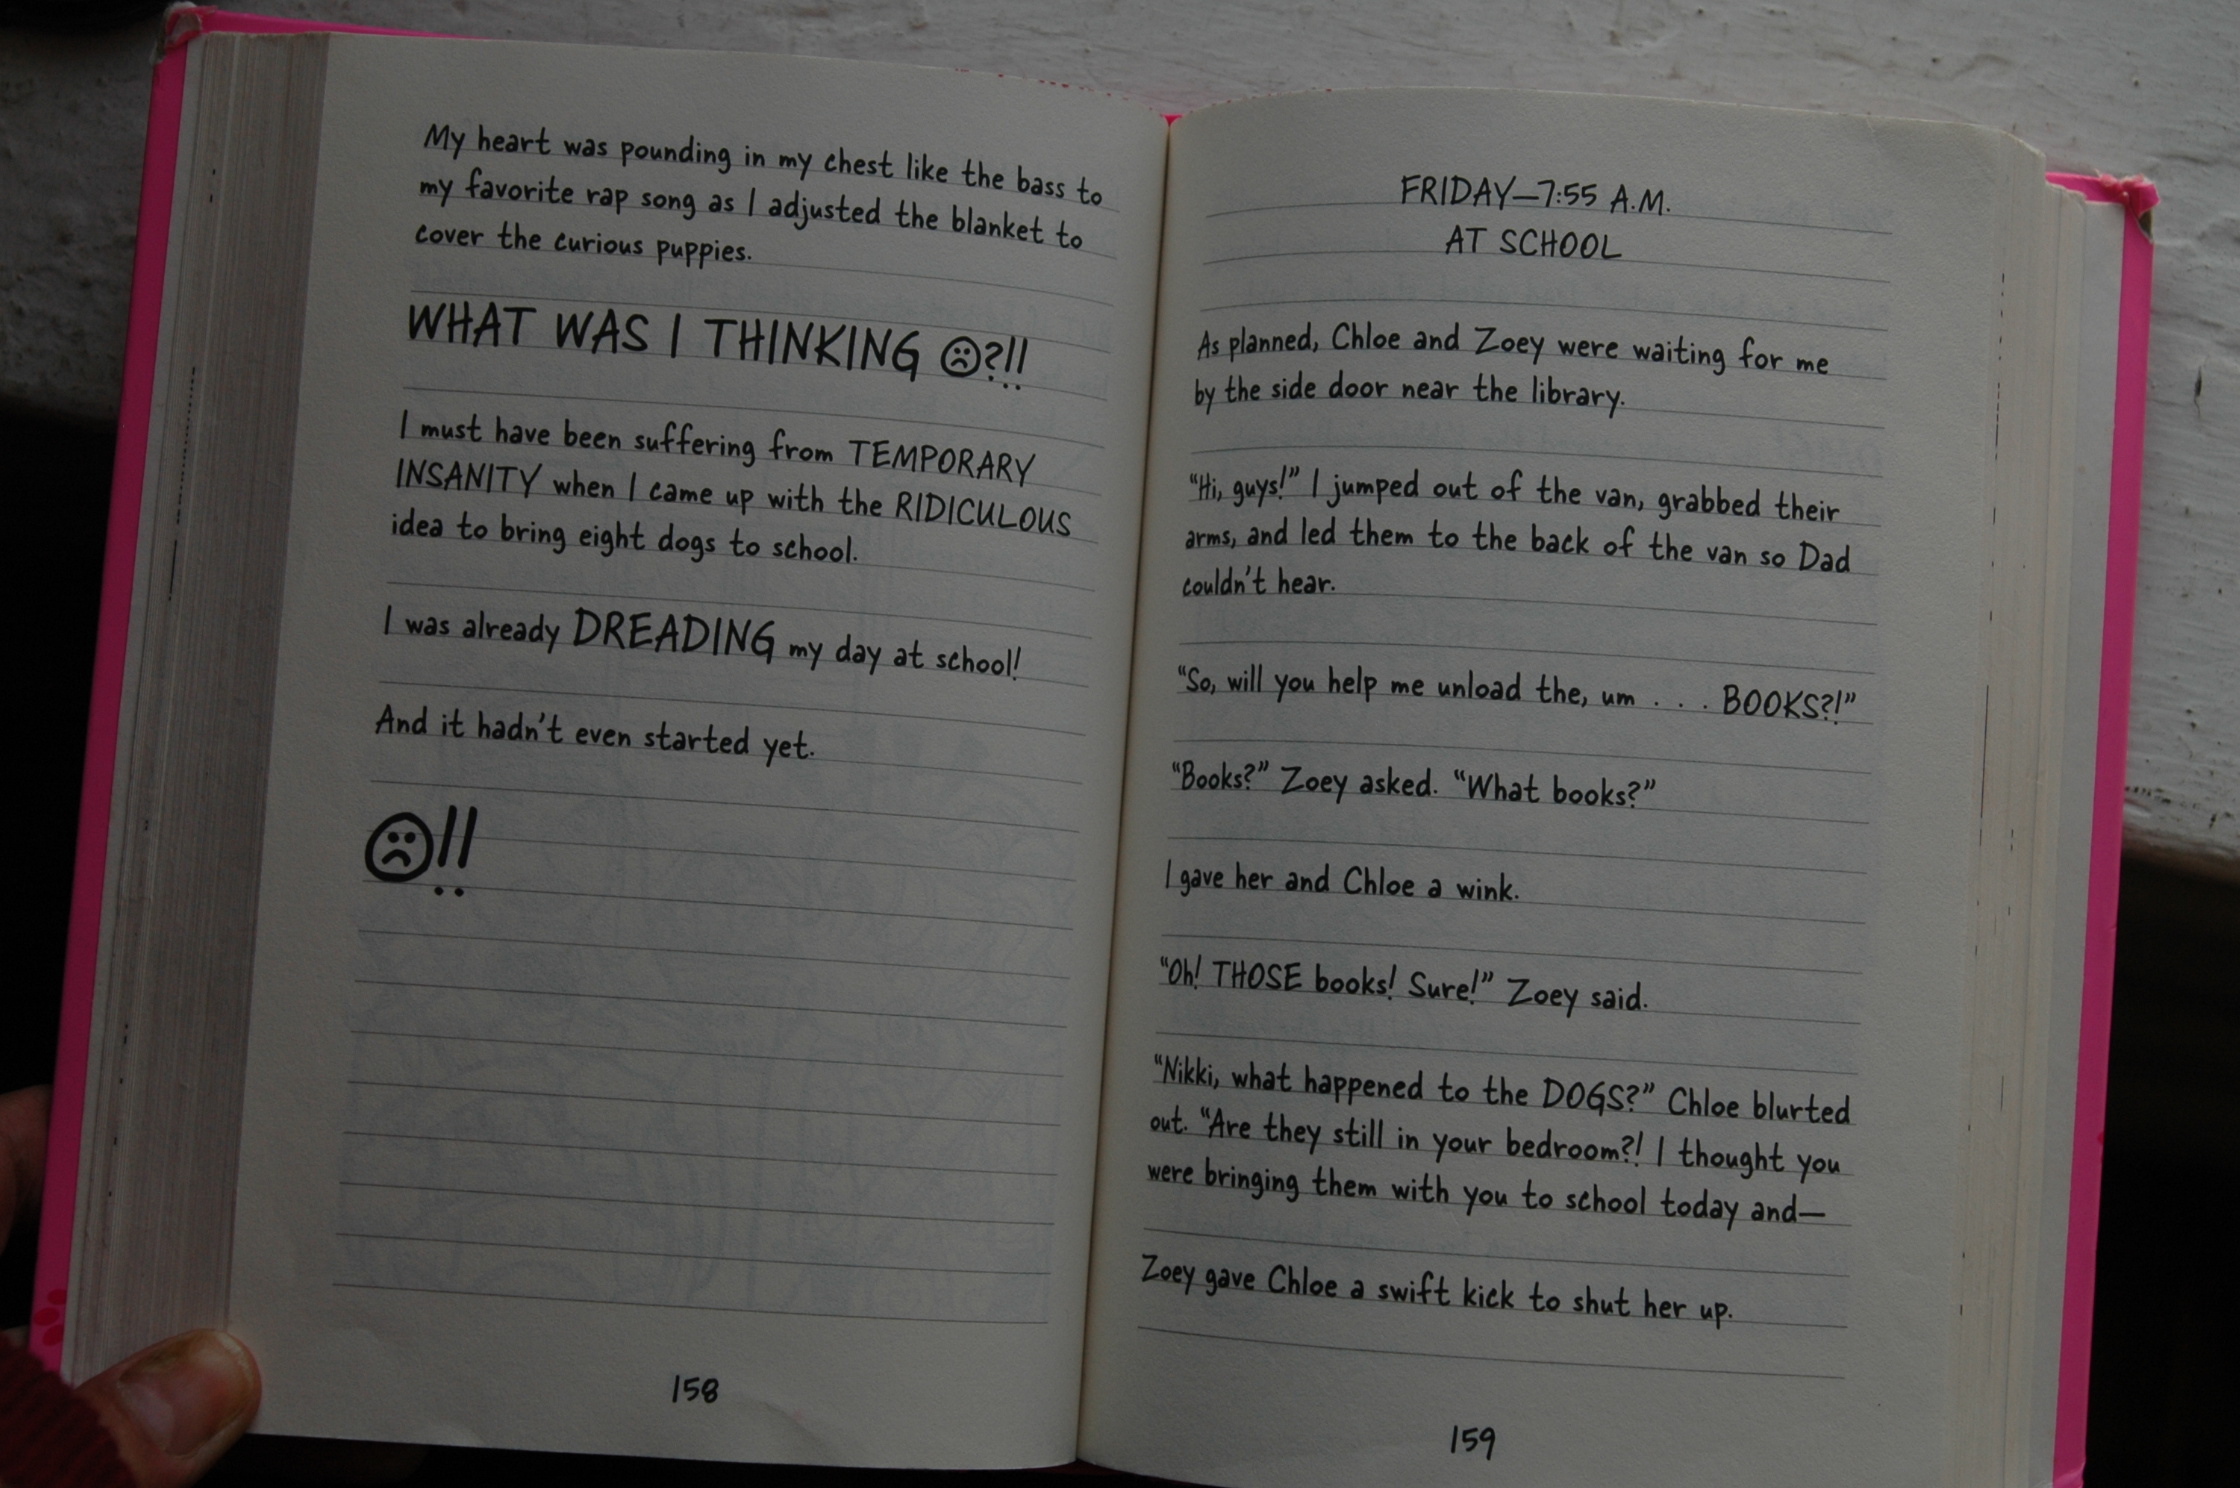 My heart was pounding in my chest like the bass to
my favorite rap song as I adjusted the blanket to
cover the curious puppies.
WHAT WAS I THINKING ☹?!!
I must have been suffering from TEMPORARY
INSANITY when I came up with the RIDICULOUS
idea to bring eight dogs to school.
I was already DREADING my day at school!
And it hadn't even started yet.
☹!!
158
FRIDAY—7:55 A.M.
AT SCHOOL
As planned, Chloe and Zoey were waiting for me
by the side door near the library.
“Hi, guys!” I jumped out of the van, grabbed their
arms, and led them to the back of the van so Dad
couldn't hear.
“So, will you help me unload the, um . . . BOOKS?!”
“Books?” Zoey asked. “What books?”
I gave her and Chloe a wink.
“Oh! THOSE books! Sure!” Zoey said.
“Nikki, what happened to the DOGS?” Chloe blurted
out. “Are they still in your bedroom?! I thought you
were bringing them with you to school today and—
Zoey gave Chloe a swift kick to shut her up.
159